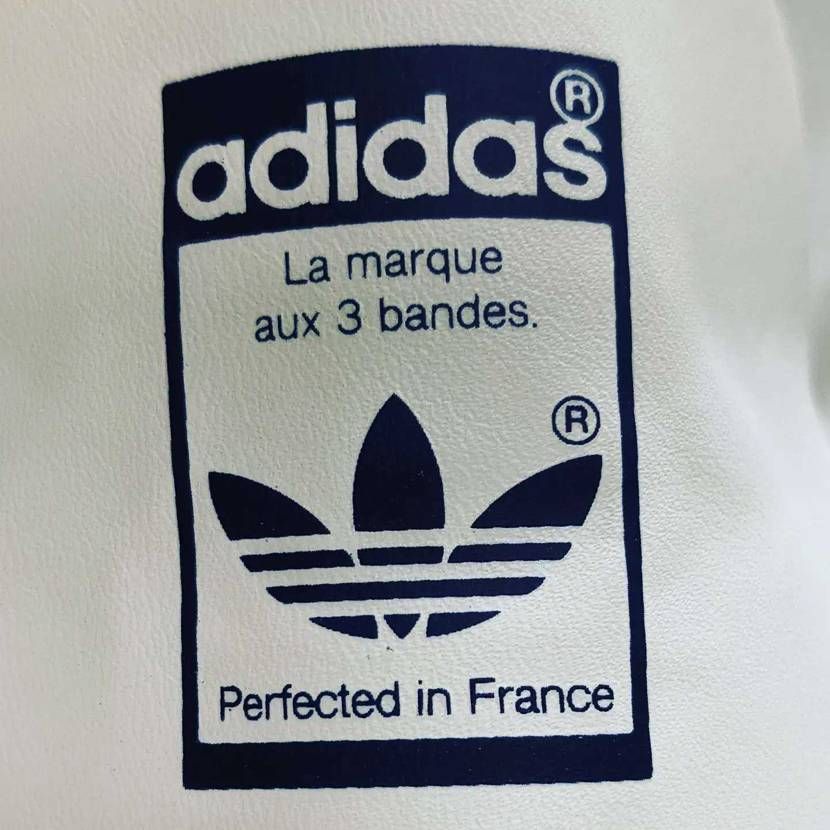 adidas®
La marque
aux 3 bandes.
®
Perfected in France